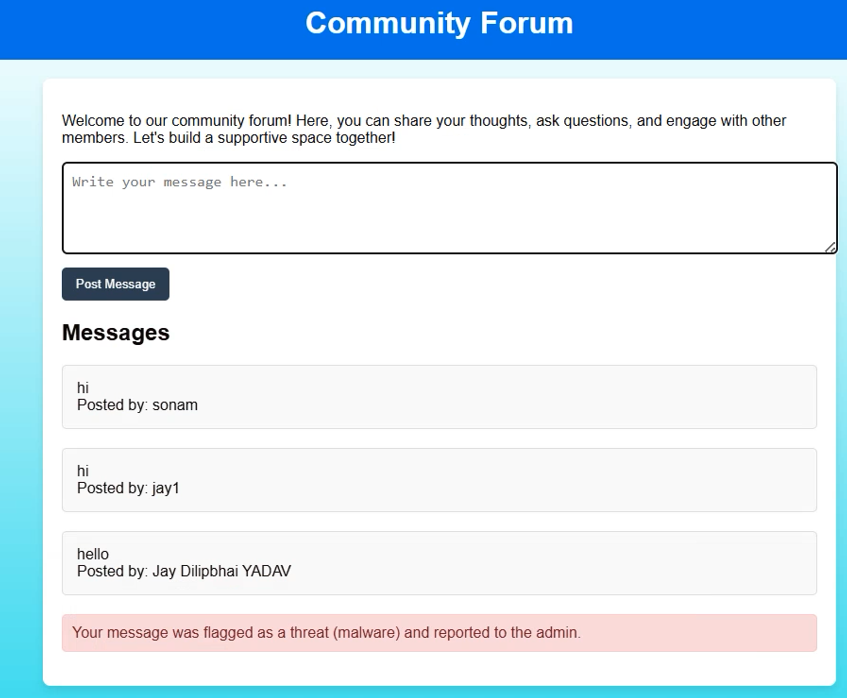 Community Forum
Welcome to our community forum! Here, you can share your thoughts, ask questions, and engage with other
members. Let's build a supportive space together!
Write your message here...
Post Message
Messages
hi
Posted by: sonam
hi
Posted by: jay1
hello
Posted by: Jay Dilipbhai YADAV
Your message was flagged as a threat (malware) and reported to the admin.